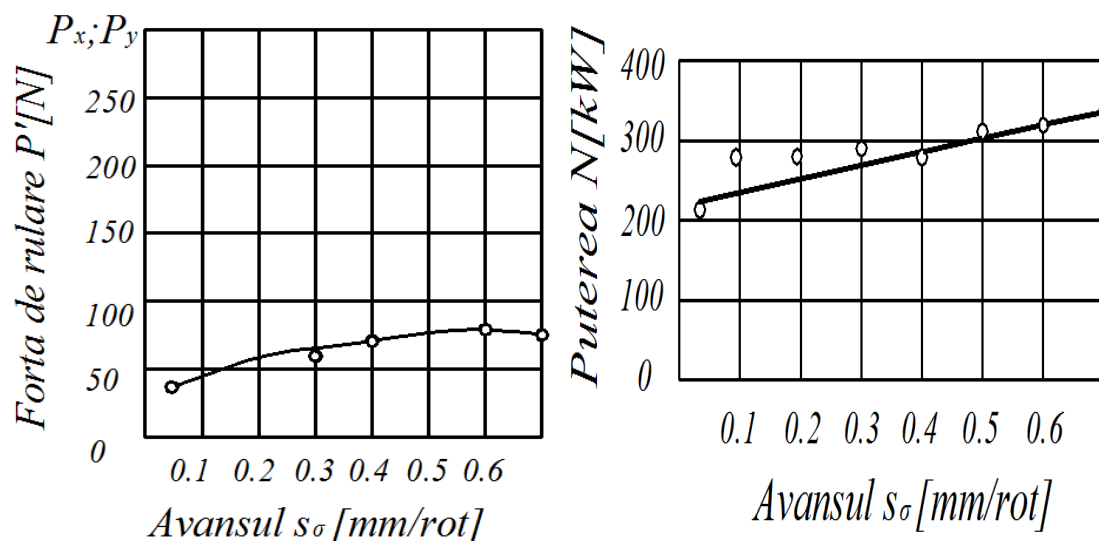 Px;Py
Forta de rulare P'[N]
250
200
150
100
50
0
0.1 0.2 0.3 0.4 0.5 0.6
Avansul sσ [mm/rot]
Puterea N[kW]
400
300
200
100
0
0.1 0.2 0.3 0.4 0.5 0.6
Avansul sσ [mm/rot]